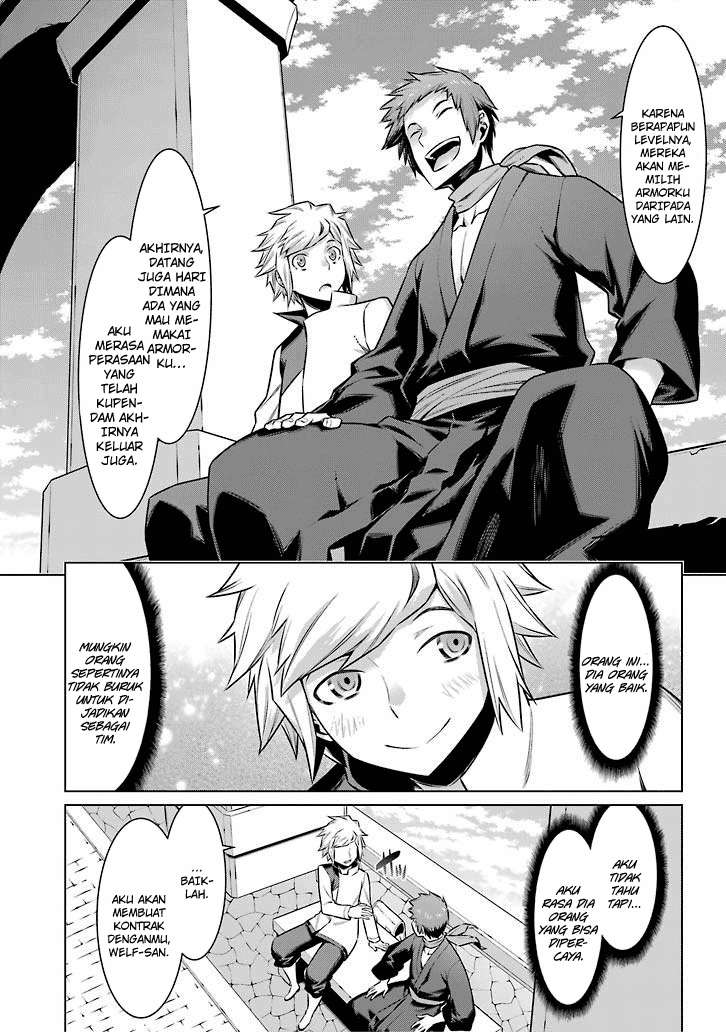 KARENA
BERAPAPUN
LEVELNYA,
MEREKA
AKAN ME-
MILIH
ARMORKU
DARIPADA
YANG LAIN.
AKHIRNYA,
DATANG
JUGA HARI
DIMANA
ADA YANG
MAU ME-
MAKAI
ARMOR-
KU...
AKU
MERASA
PERASAAN
YANG
TELAH
KUPEN-
DAM AKH-
IRNYA
KELUAR
JUGA.
ORANG INI...
DIA ORANG
YANG BAIK.
MUNGKIN
ORANG
SEPERTINYA
TIDAK BURUK
UNTUK DI-
JADIKAN
SEBAGAI
TIM.
AKU
TIDAK
TAHU
TAPI...
AKU
RASA DIA
ORANG
YANG BISA
DIPER-
CAYA.
...
BAIK-
LAH.
AKU AKAN
MEMBUAT
KONTRAK
DENGANMU,
WELF-SAN.